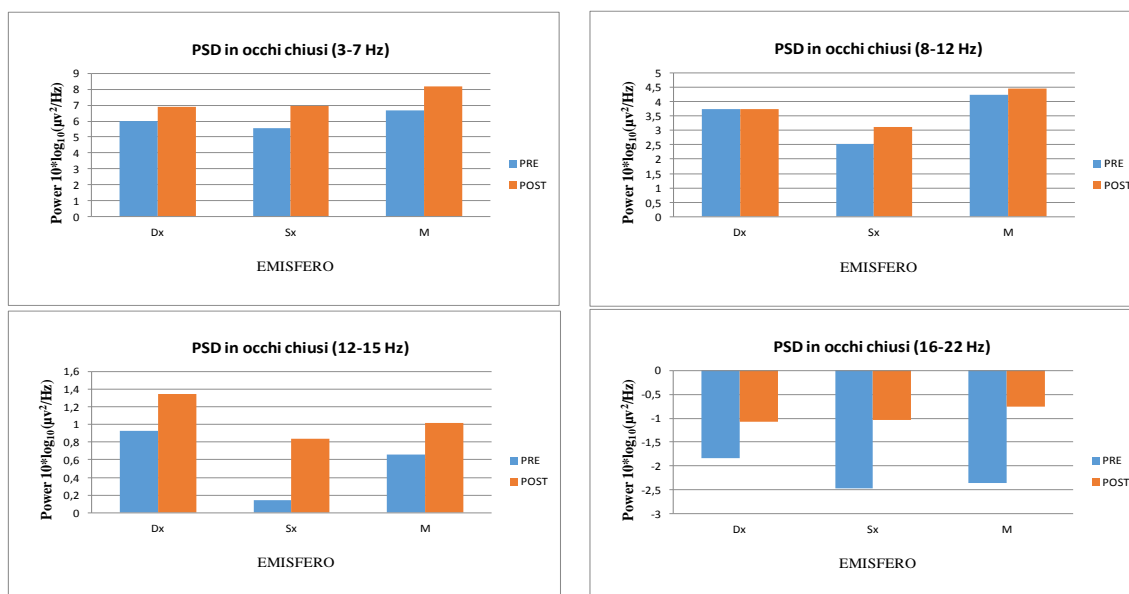 PSD in occhi chiusi (3-7 Hz)
Power 10*log₁₀(µv²/Hz)
9
8
7
6
5
4
3
2
1
0
Dx Sx M
EMISFERO
PRE
POST
PSD in occhi chiusi (8-12 Hz)
Power 10*log₁₀(µv²/Hz)
5
4,5
4
3,5
3
2,5
2
1,5
1
0,5
0
Dx Sx M
EMISFERO
PRE
POST
PSD in occhi chiusi (12-15 Hz)
Power 10*log₁₀(µv²/Hz)
1,6
1,4
1,2
1
0,8
0,6
0,4
0,2
0
Dx Sx M
EMISFERO
PRE
POST
PSD in occhi chiusi (16-22 Hz)
Power 10*log₁₀(µv²/Hz)
0
-0,5
-1
-1,5
-2
-2,5
-3
Dx Sx M
EMISFERO
PRE
POST